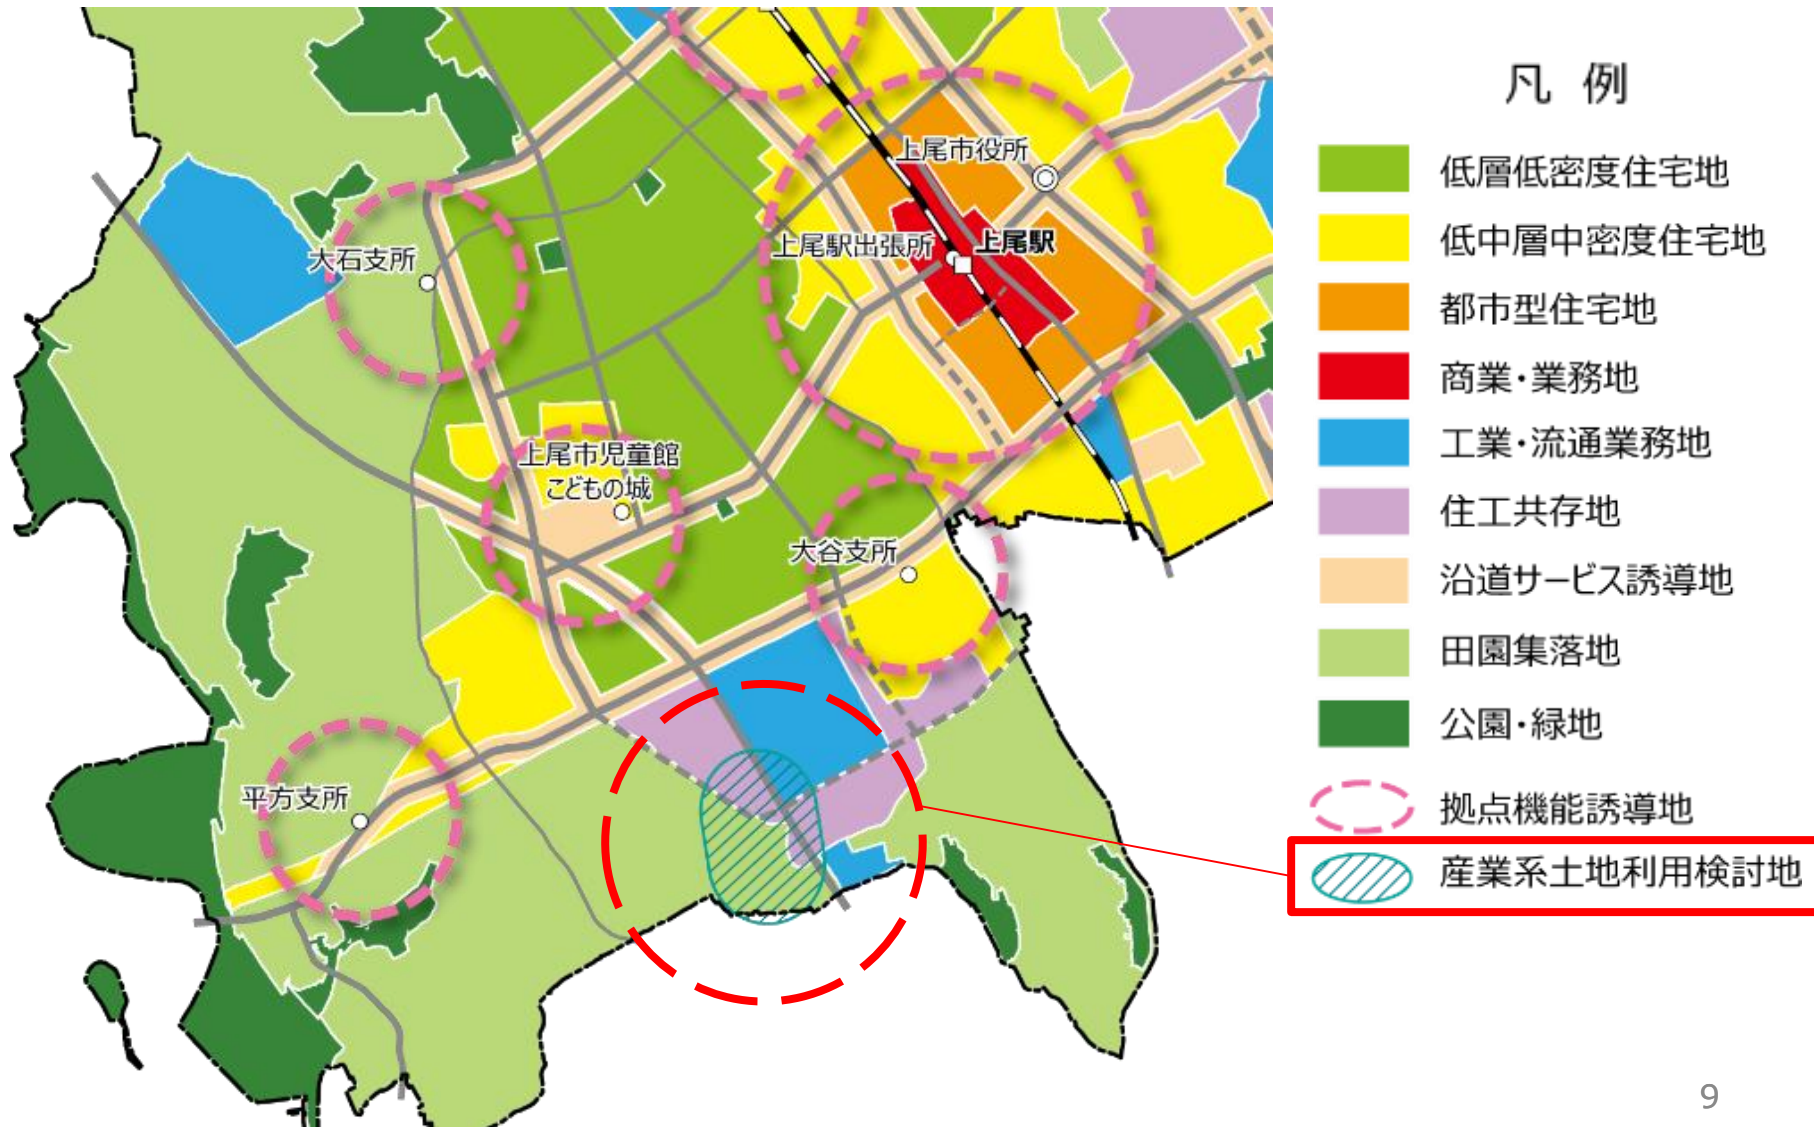 上尾市役所
上尾駅出張所
上尾駅
大石支所
上尾市児童館
こどもの城
大谷支所
平方支所
凡 例
低層低密度住宅地
低中層中密度住宅地
都市型住宅地
商業・業務地
工業・流通業務地
住工共存地
沿道サービス誘導地
田園集落地
公園・緑地
拠点機能誘導地
産業系土地利用検討地
9